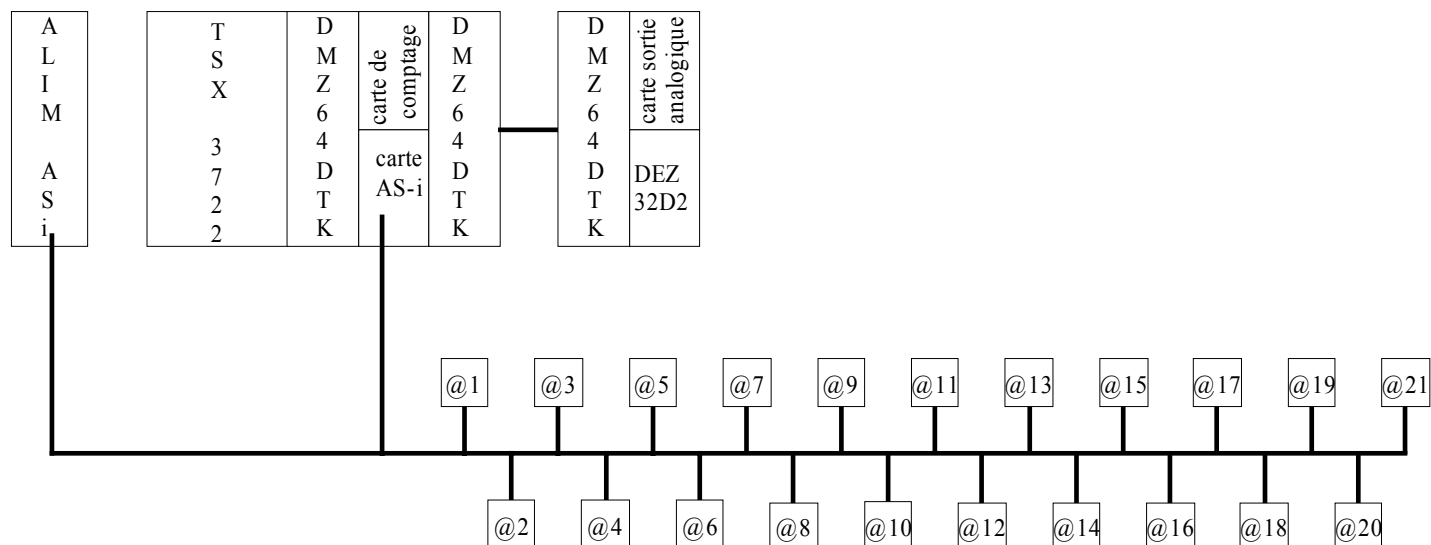 ALIM ASi
TSX 3722
DMZ64DTK
carte de
comptage
carte
AS-i
DMZ64DTK
DMZ64DTK
carte sortie
analogique
DEZ
32D2
@1 @3 @5 @7 @9 @11 @13 @15 @17 @19 @21
@2 @4 @6 @8 @10 @12 @14 @16 @18 @20